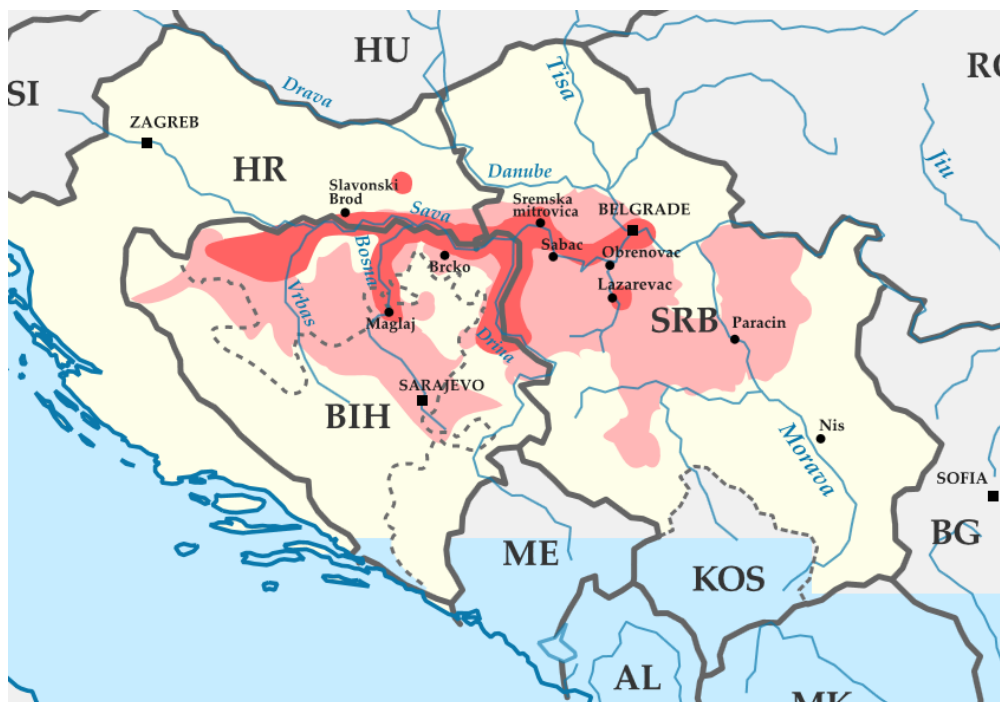 HU
RO
SI
Tisa
Drava
ZAGREB
Jiu
HR
Danube
Slavonski
Brod
Sava
Sremska
mitrovica
BELGRADE
Bosna
Sabac
Obrenovac
Brcko
Vrbas
Lazarevac
Maglaj
SRB
Paracin
Drina
SARAJEVO
BIH
Nis
Morava
SOFIA
BG
ME
KOS
AL
MK